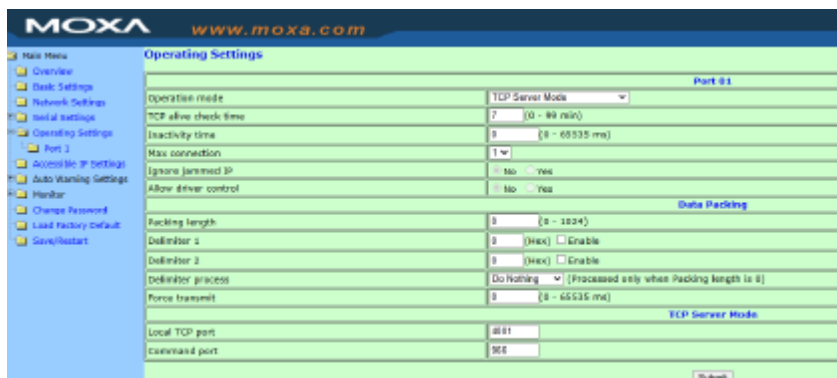 MOXA
www.moxa.com
Main Menu
Overview
Basic Settings
Network Settings
Serial Settings
Operating Settings
Port 1
Accessible IP Settings
Auto Warning Settings
Monitor
Change Password
Load Factory Default
Save/Restart
Operating Settings
Port 01
Operation mode TCP Server Mode
TCP alive check time 7 (0 - 99 min)
Inactivity time 0 (0 - 65535 ms)
Max connection 1
Ignore jammed IP No Yes
Allow driver control No Yes
Data Packing
Packing length 0 (0 - 1024)
Delimiter 1 0 (Hex) Enable
Delimiter 2 0 (Hex) Enable
Delimiter process Do Nothing (Processed only when Packing length is 0)
Force transmit 0 (0 - 65535 ms)
TCP Server Mode
Local TCP port 4001
Command port 966
Submit